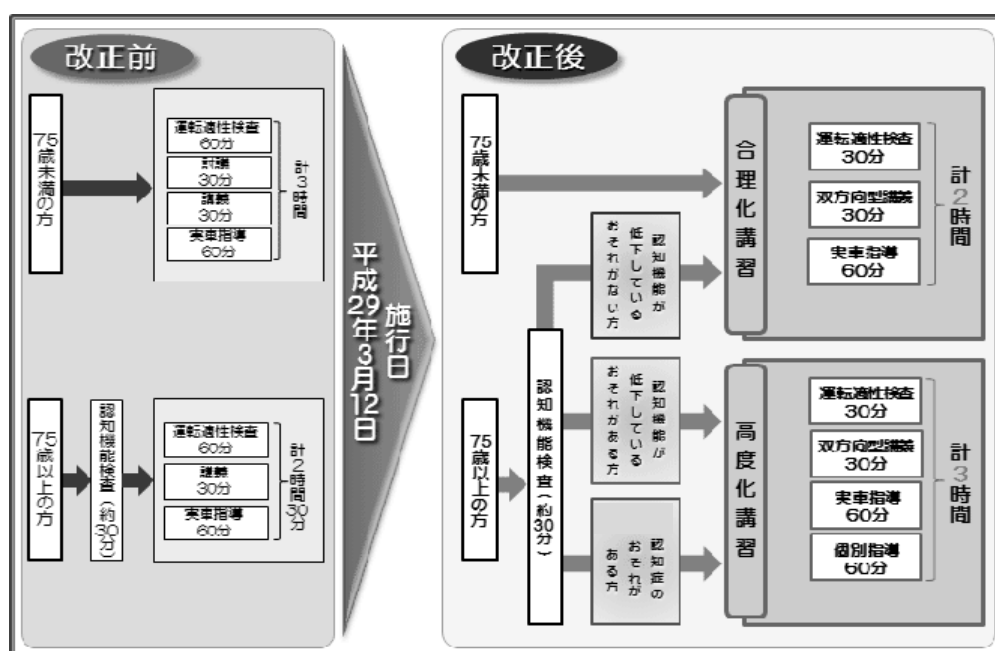 改正前
75歳未満の方
運転適性検査
60分
討議
30分
講義
30分
実車指導
60分
計3時間
75歳以上の方
認知機能検査(約30分)
運転適性検査
60分
講義
30分
実車指導
60分
計2時間30分
施行日
平成29年3月12日
改正後
75歳未満の方
75歳以上の方
認知機能検査(約30分)
認知機能が
低下している
おそれがない方
認知機能が
低下している
おそれがある方
認知症の
おそれが
ある方
合理化講習
運転適性検査
30分
双方向型講義
30分
実車指導
60分
計2時間
高度化講習
運転適性検査
30分
双方向型講義
30分
実車指導
60分
個別指導
60分
計3時間